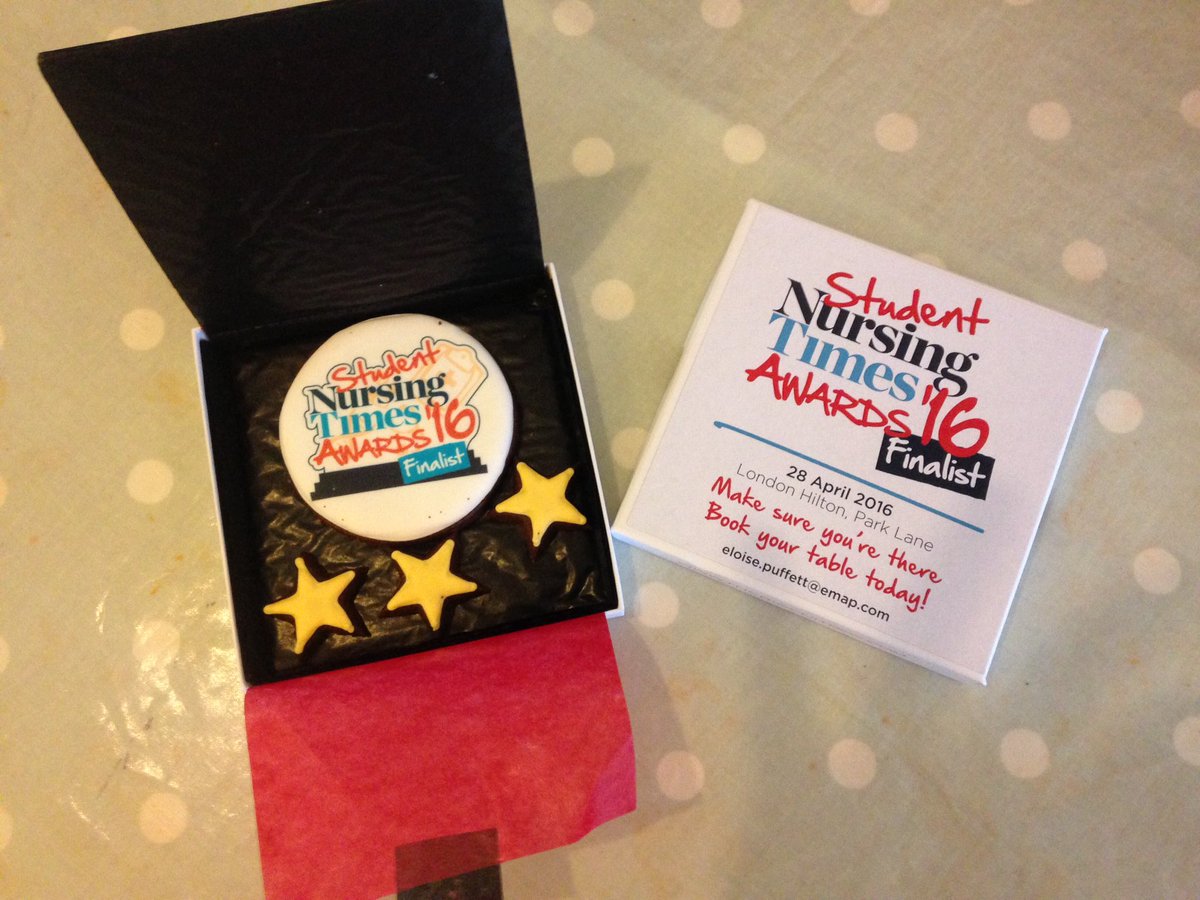 Student
Nursing
Times
AWARDS '16
Finalist
Student
Nursing
Times
AWARDS '16
Finalist
28 April 2016
London Hilton, Park Lane
Make sure you're there
Book your table today!
eloise.puffett@emap.com